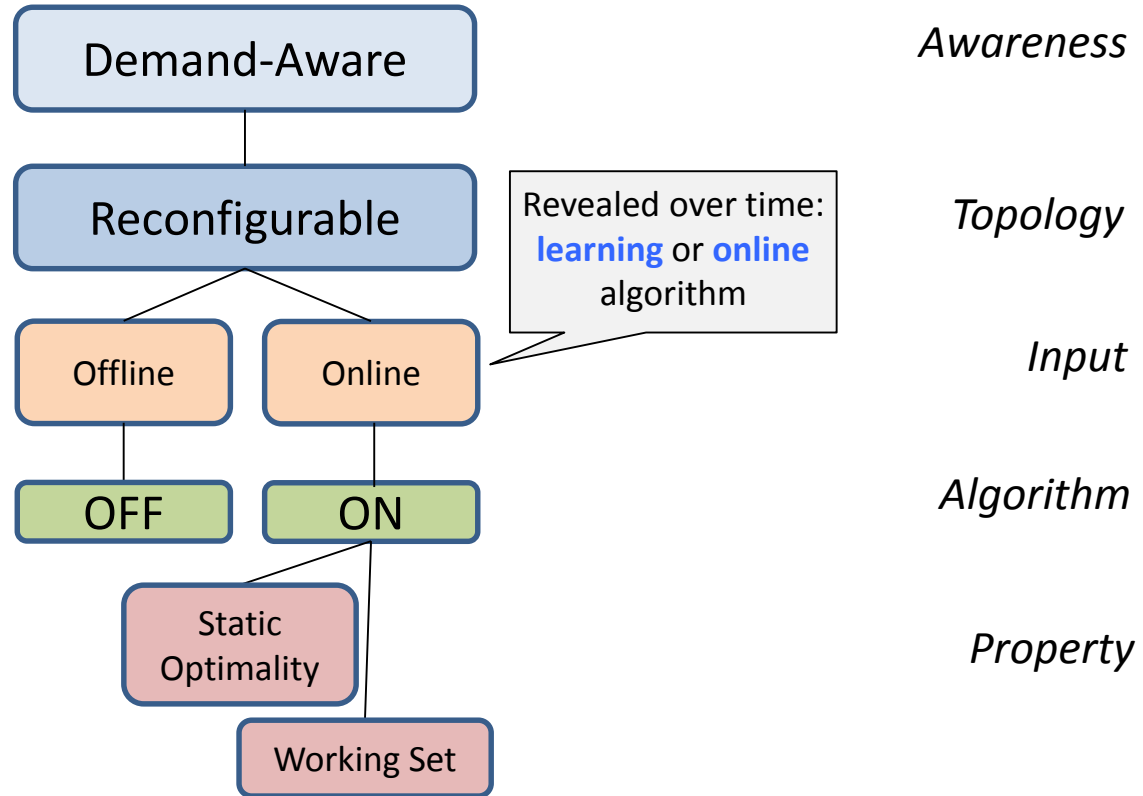 Demand-Aware
Awareness
Reconfigurable
Revealed over time:
learning or online
algorithm
Topology
Offline
Online
Input
OFF
ON
Algorithm
Static
Optimality
Property
Working Set